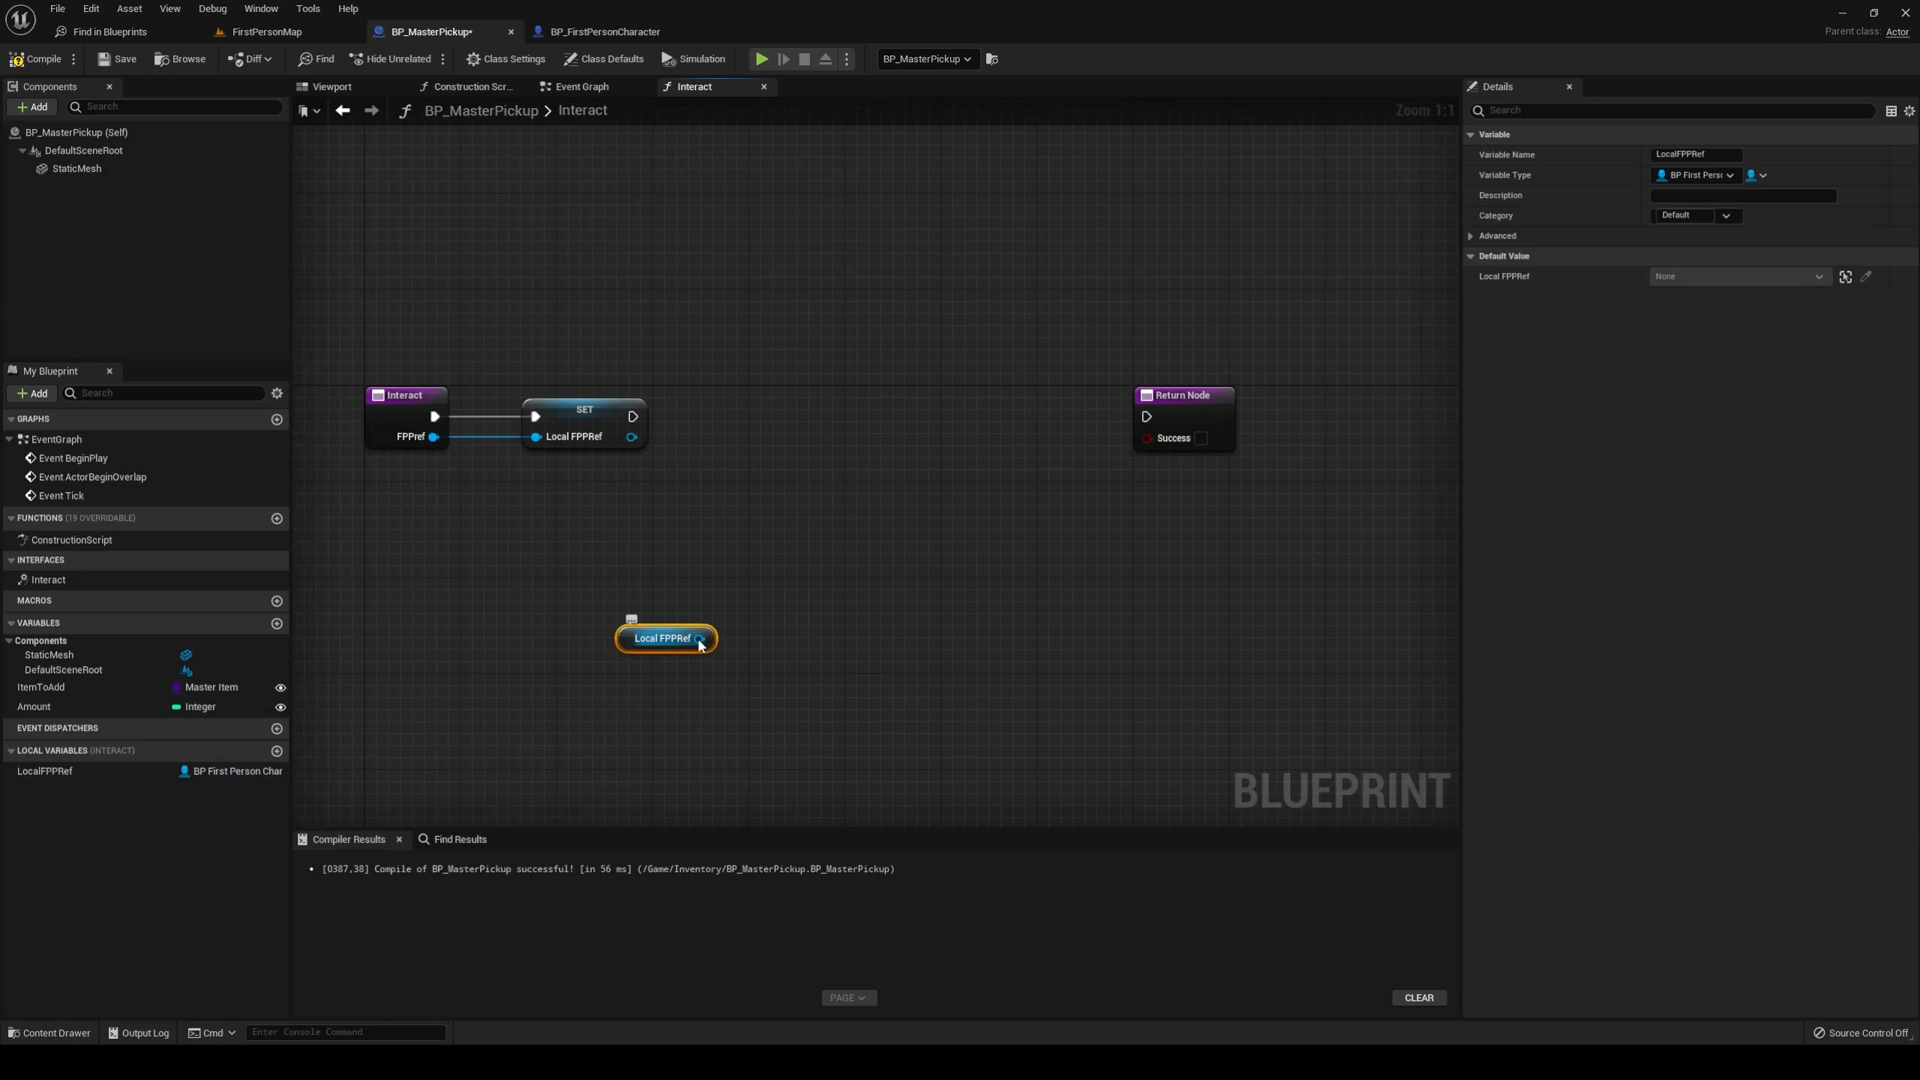 File Edit Asset View Debug Window Tools Help
Find in Blueprints FirstPersonMap BP_MasterPickup• BP_FirstPersonCharacter Parent class: Actor
Compile Save Browse Diff Find Hide Unrelated Class Settings Class Defaults Simulation BP_MasterPickup
Components
Add Search
BP_MasterPickup (Self)
DefaultSceneRoot
StaticMesh
My Blueprint
Add Search
GRAPHS
EventGraph
Event BeginPlay
Event ActorBeginOverlap
Event Tick
FUNCTIONS (19 OVERRIDABLE)
ConstructionScript
INTERFACES
Interact
MACROS
VARIABLES
Components
StaticMesh
DefaultSceneRoot
ItemToAdd Master Item
Amount Integer
EVENT DISPATCHERS
LOCAL VARIABLES (INTERACT)
LocalFPPRef BP First Person Char
Viewport Construction Scr... Event Graph Interact
BP_MasterPickup > Interact Zoom 1:1
Interact
FPPref
SET
Local FPPRef
Return Node
Success
Local FPPRef
BLUEPRINT
Compiler Results Find Results
[0387,38] Compile of BP_MasterPickup successful! [in 56 ms] (/Game/Inventory/BP_MasterPickup.BP_MasterPickup)
PAGE CLEAR
Details
Search
Variable
Variable Name LocalFPPRef
Variable Type BP First Pers
Description
Category Default
Advanced
Default Value
Local FPPRef None
Content Drawer Output Log Cmd Enter Console Command Source Control Off